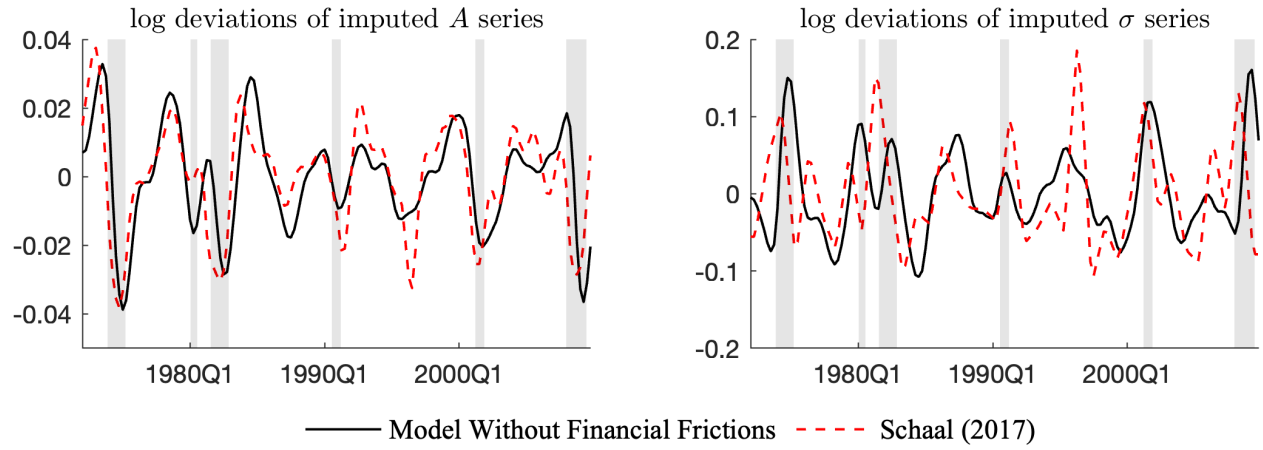 log deviations of imputed A series
0.04
0.02
0
-0.02
-0.04
1980Q1 1990Q1 2000Q1
log deviations of imputed σ series
0.2
0.1
0
-0.1
-0.2
1980Q1 1990Q1 2000Q1
Model Without Financial Frictions Schaal (2017)